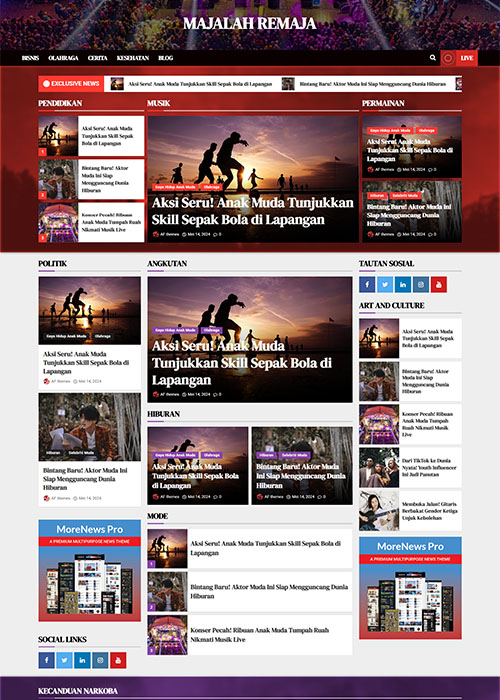 MAJALAH REMAJA
BISNIS OLAHRAGA CERITA KESEHATAN BLOG LIVE
EXCLUSIVE NEWS Aksi Seru! Anak Muda Tunjukkan Skill Sepak Bola di Lapangan Bintang Baru! Aktor Muda Ini Siap Mengguncang Dunia Hiburan
PENDIDIKAN
1
Aksi Seru! Anak Muda
Tunjukkan Skill Sepak
Bola di Lapangan
2
Bintang Baru! Aktor
Muda Ini Siap
Mengguncang Dunia
Hiburan
3
Konser Pecah! Ribuan
Anak Muda Tumpah Ruah
Nikmati Musik Live
MUSIK
Gaya Hidup Anak Muda Olahraga
Aksi Seru! Anak Muda Tunjukkan
Skill Sepak Bola di Lapangan
AF themes Mei 14, 2024 0
PERMAINAN
Gaya Hidup Anak Muda Olahraga
Aksi Seru! Anak Muda
Tunjukkan Skill Sepak Bola di
Lapangan
AF themes Mei 14, 2024 0
Hiburan Selebriti Muda
Bintang Baru! Aktor Muda Ini
Siap Mengguncang Dunia
Hiburan
AF themes Mei 14, 2024 0
POLITIK
Gaya Hidup Anak Muda Olahraga
Aksi Seru! Anak Muda
Tunjukkan Skill Sepak Bola di
Lapangan
AF themes Mei 14, 2024
Hiburan Selebriti Muda
Bintang Baru! Aktor Muda Ini
Siap Mengguncang Dunia
Hiburan
AF themes Mei 14, 2024
MoreNews Pro
A PREMIUM MULTIPURPOSE NEWS THEME
SOCIAL LINKS
ANGKUTAN
Gaya Hidup Anak Muda Olahraga
Aksi Seru! Anak Muda
Tunjukkan Skill Sepak Bola di
Lapangan
AF themes Mei 14, 2024 0
HIBURAN
Gaya Hidup Anak Muda Olahraga
Aksi Seru! Anak Muda
Tunjukkan Skill Sepak Bola
di Lapangan
AF themes Mei 14, 2024 0
Hiburan Selebriti Muda
Bintang Baru! Aktor Muda
Ini Siap Mengguncang Dunia
Hiburan
AF themes Mei 14, 2024 0
MODE
1
Aksi Seru! Anak Muda Tunjukkan Skill Sepak Bola di
Lapangan
2
Bintang Baru! Aktor Muda Ini Siap Mengguncang Dunia
Hiburan
3
Konser Pecah! Ribuan Anak Muda Tumpah Ruah
Nikmati Musik Live
TAUTAN SOSIAL
ART AND CULTURE
Aksi Seru! Anak Muda
Tunjukkan Skill Sepak
Bola di Lapangan
Bintang Baru! Aktor
Muda Ini Siap
Mengguncang Dunia
Hiburan
Konser Pecah! Ribuan
Anak Muda Tumpah
Ruah Nikmati Musik
Live
Dari TikTok ke Dunia
Nyata! Youth Influencer
Ini Jadi Panutan
Membuka Jalan! Gitaris
Berbakat Gender Ketiga
Unjuk Kebolehan
MoreNews Pro
A PREMIUM MULTIPURPOSE NEWS THEME
KECANDUAN NARKOBA